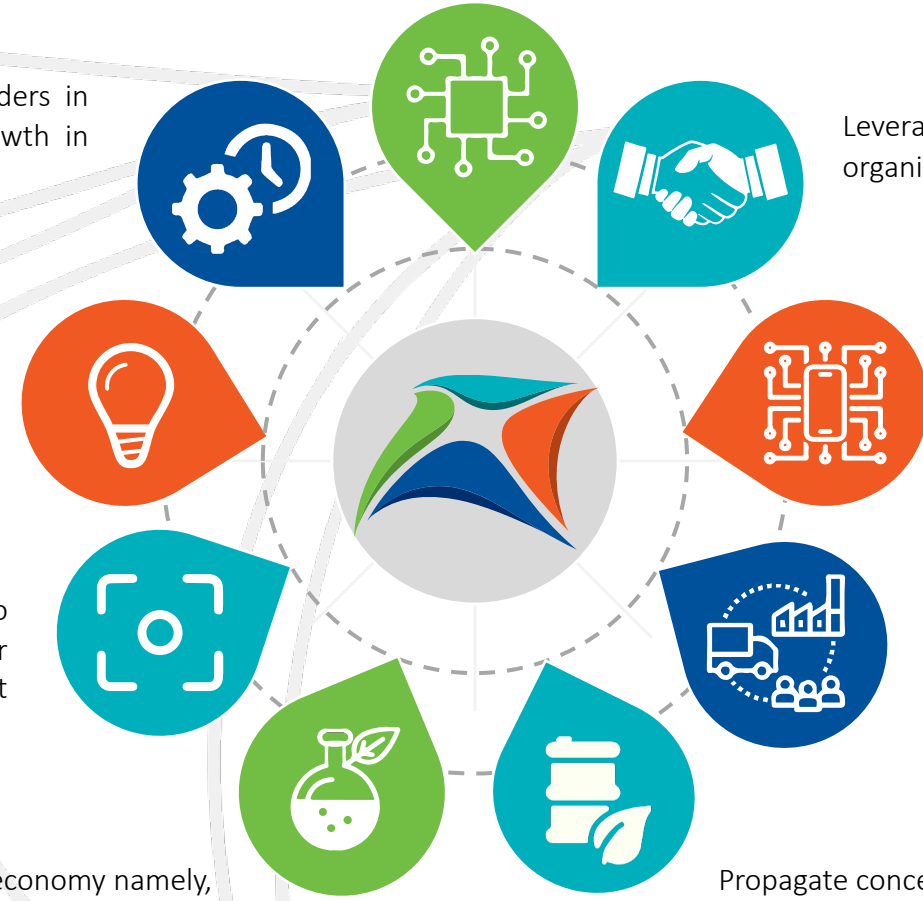 ders in
wth in
Levera
organi
o
r
t
economy namely,
Propagate conce